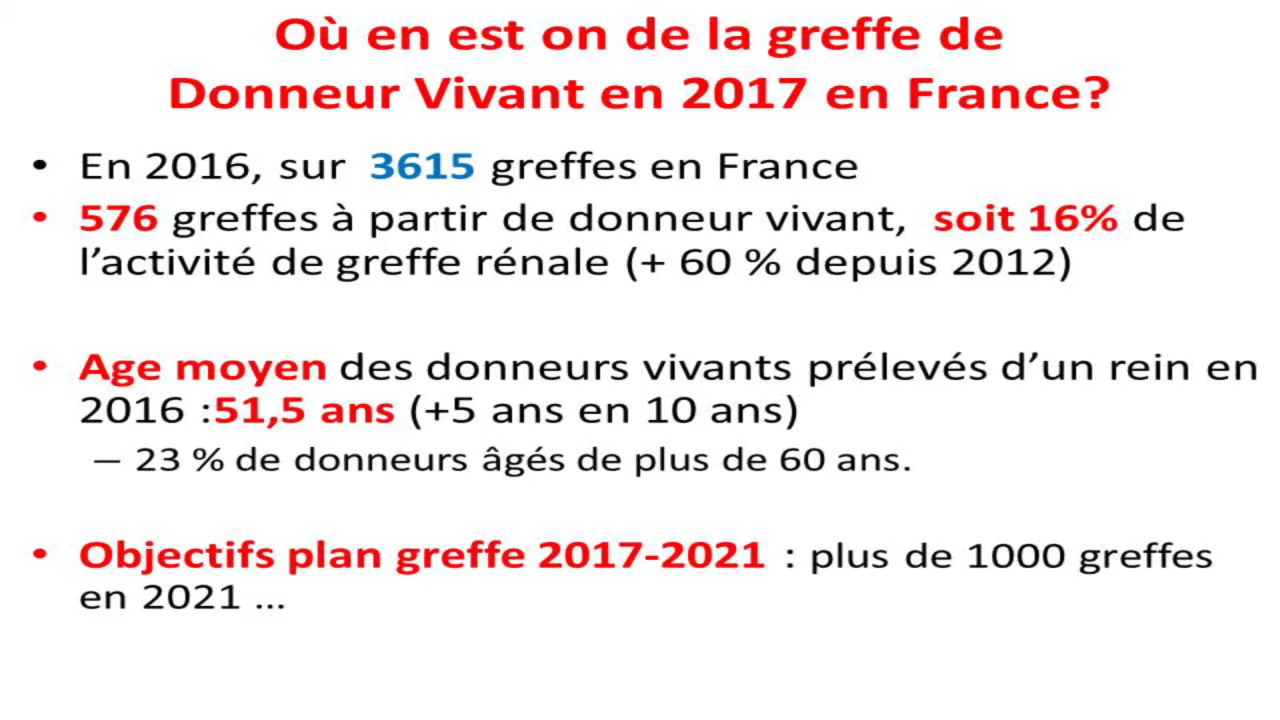 Où en est on de la greffe de
Donneur Vivant en 2017 en France?
• En 2016, sur 3615 greffes en France
• 576 greffes à partir de donneur vivant, soit 16% de
l’activité de greffe rénale (+ 60 % depuis 2012)
• Age moyen des donneurs vivants prélevés d’un rein en
2016 :51,5 ans (+5 ans en 10 ans)
– 23 % de donneurs âgés de plus de 60 ans.
• Objectifs plan greffe 2017-2021 : plus de 1000 greffes
en 2021 ...